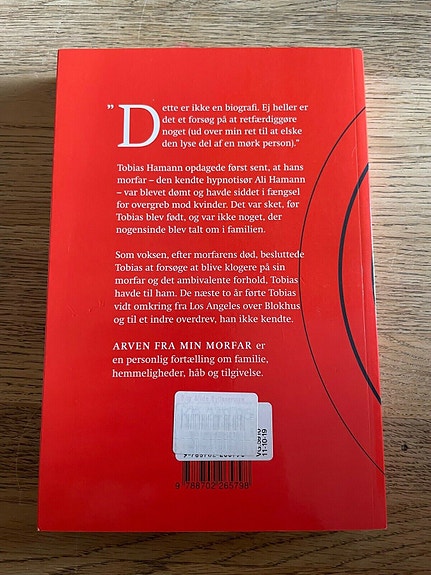 ” Dette er ikke en biografi. Ej heller er
det et forsøg på at retfærdiggøre
noget (ud over min ret til at elske
den lyse del af en mørk person).”
Tobias Hamann opdagede først sent, at hans
morfar – den kendte hypnotisør Ali Hamann
– var blevet dømt og havde siddet i fængsel
for overgreb mod kvinder. Det var sket, før
Tobias blev født, og var ikke noget, der
nogensinde blev talt om i familien.
Som voksen, efter morfarens død, besluttede
Tobias at forsøge at blive klogere på sin
morfar og det ambivalente forhold, Tobias
havde til ham. De næste to år førte Tobias
vidt omkring fra Los Angeles over Blokhus
og til et indre overdrev, han ikke kendte.
ARVEN FRA MIN MORFAR er
en personlig fortælling om familie,
hemmeligheder, håb og tilgivelse.
11-10-19
9 788702 285798